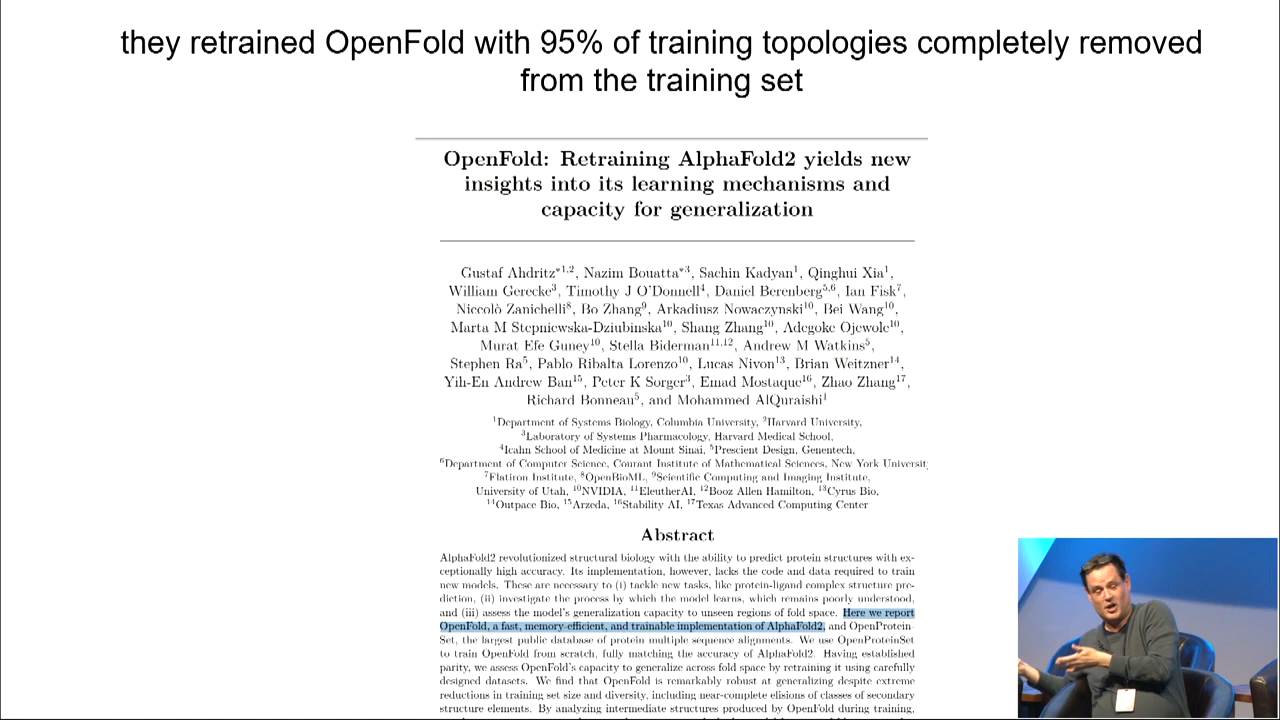 they retrained OpenFold with 95% of training topologies completely removed
from the training set
OpenFold: Retraining AlphaFold2 yields new
insights into its learning mechanisms and
capacity for generalization
Gustaf Ahdritz*¹,², Nazim Bouatta*³, Sachin Kadyan¹, Qinghui Xia¹,
William Gerecke³, Timothy J O'Donnell⁴, Daniel Berenberg⁵,⁶, Ian Fisk⁷,
Niccolò Zanichelli⁸, Bo Zhang⁹, Arkadiusz Nowaczynski¹⁰, Bei Wang¹⁰,
Marta M Stepniewska-Dziubinska¹⁰, Shang Zhang¹⁰, Adegoke Ojewole¹⁰,
Murat Efe Guney¹⁰, Stella Biderman¹¹,¹², Andrew M Watkins⁵,
Stephen Ra⁵, Pablo Ribalta Lorenzo¹⁰, Lucas Nivon¹³, Brian Weitzner¹⁴,
Yih-En Andrew Ban¹⁵, Peter K Sorger³, Emad Mostaque¹⁶, Zhao Zhang¹⁷,
Richard Bonneau⁵, and Mohammed AlQuraishi¹
¹Department of Systems Biology, Columbia University, ²Harvard University,
³Laboratory of Systems Pharmacology, Harvard Medical School,
⁴Icahn School of Medicine at Mount Sinai, ⁵Prescient Design, Genentech,
⁶Department of Computer Science, Courant Institute of Mathematical Sciences, New York Universit
⁷Flatiron Institute, ⁸OpenBioML, ⁹Scientific Computing and Imaging Institute,
University of Utah, ¹⁰NVIDIA, ¹¹EleutherAI, ¹²Booz Allen Hamilton, ¹³Cyrus Bio,
¹⁴Outpace Bio, ¹⁵Arzeda, ¹⁶Stability AI, ¹⁷Texas Advanced Computing Center
Abstract
AlphaFold2 revolutionized structural biology with the ability to predict protein structures with ex-
ceptionally high accuracy. Its implementation, however, lacks the code and data required to train
new models. These are necessary to (i) tackle new tasks, like protein-ligand complex structure pre-
diction, (ii) investigate the process by which the model learns, which remains poorly understood,
and (iii) assess the model's generalization capacity to unseen regions of fold space. Here we report
OpenFold, a fast, memory-efficient, and trainable implementation of AlphaFold2, and OpenProtein-
Set, the largest public database of protein multiple sequence alignments. We use OpenProteinSet
to train OpenFold from scratch, fully matching the accuracy of AlphaFold2. Having established
parity, we assess OpenFold's capacity to generalize across fold space by retraining it using carefully
designed datasets. We find that OpenFold is remarkably robust at generalizing despite extreme
reductions in training set size and diversity, including near-complete elisions of classes of secondary
structure elements. By analyzing intermediate structures produced by OpenFold during training,